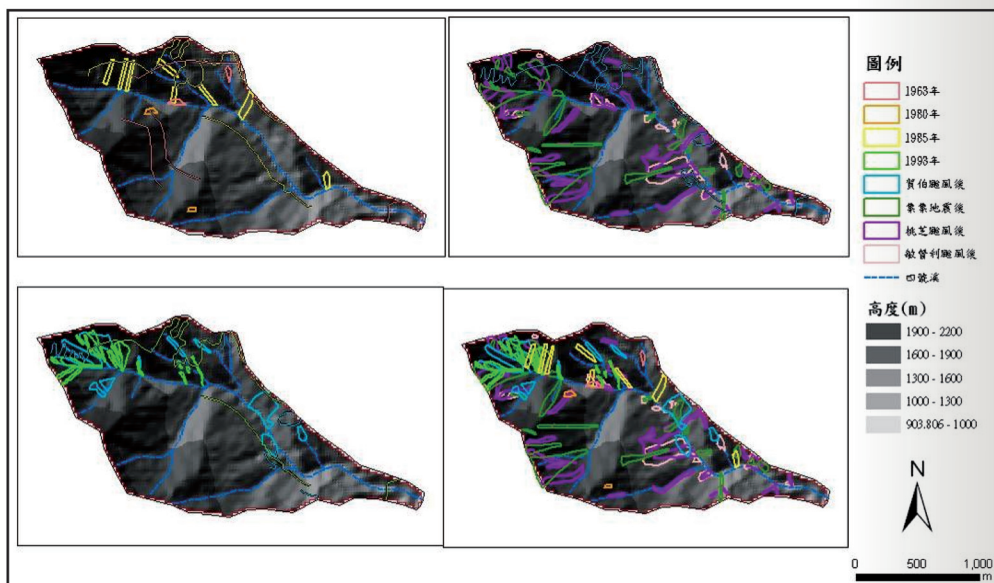 圖例
1963年
1980年
1985年
1993年
賀伯颱風後
集集地震後
桃芝颱風後
敏督利颱風後
四號溪
高度(m)
1900 - 2200
1600 - 1900
1300 - 1600
1000 - 1300
903.806 - 1000
N
0 500 1,000
m